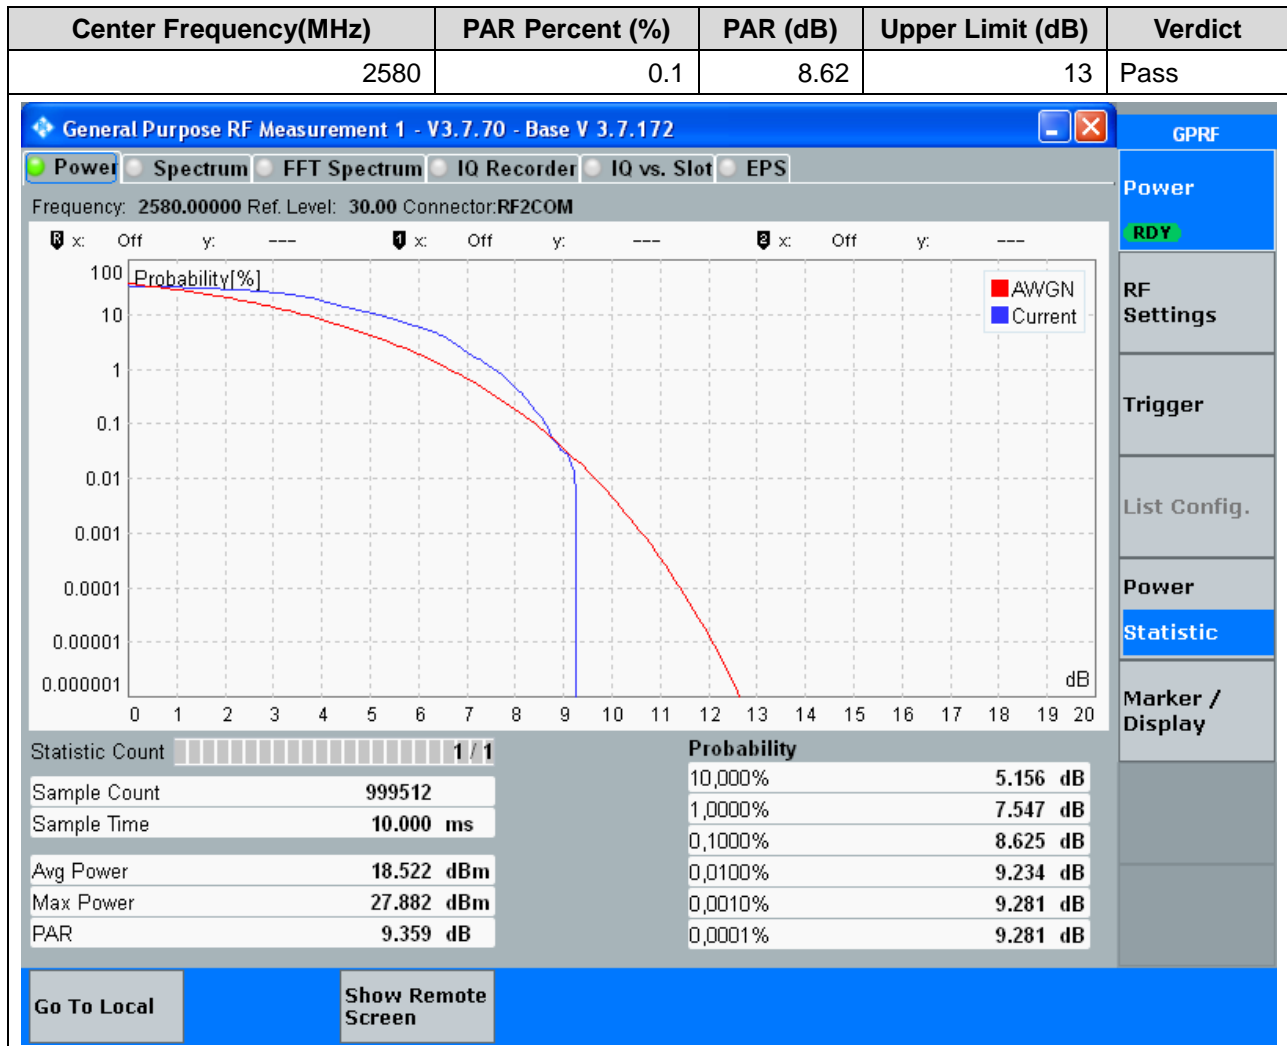 Center Frequency(MHz) PAR Percent (%) PAR (dB) Upper Limit (dB) Verdict
2580 0.1 8.62 13 Pass
General Purpose RF Measurement 1 - V3.7.70 - Base V 3.7.172
GPRF
Power Spectrum FFT Spectrum IQ Recorder IQ vs. Slot EPS
Power
RDY
Frequency: 2580.00000 Ref. Level: 30.00 Connector:RF2COM
R x: Off y: --- 1 x: Off y: --- 2 x: Off y: ---
Probability[%]
AWGN
Current
100
10
1
0.1
0.01
0.001
0.0001
0.00001
0.000001
dB
0 1 2 3 4 5 6 7 8 9 10 11 12 13 14 15 16 17 18 19 20
RF
Settings
Trigger
List Config.
Power
Statistic
Marker /
Display
Statistic Count 1 / 1
Sample Count 999512
Sample Time 10.000 ms
Avg Power 18.522 dBm
Max Power 27.882 dBm
PAR 9.359 dB
Probability
10,000% 5.156 dB
1,0000% 7.547 dB
0,1000% 8.625 dB
0,0100% 9.234 dB
0,0010% 9.281 dB
0,0001% 9.281 dB
Go To Local
Show Remote
Screen